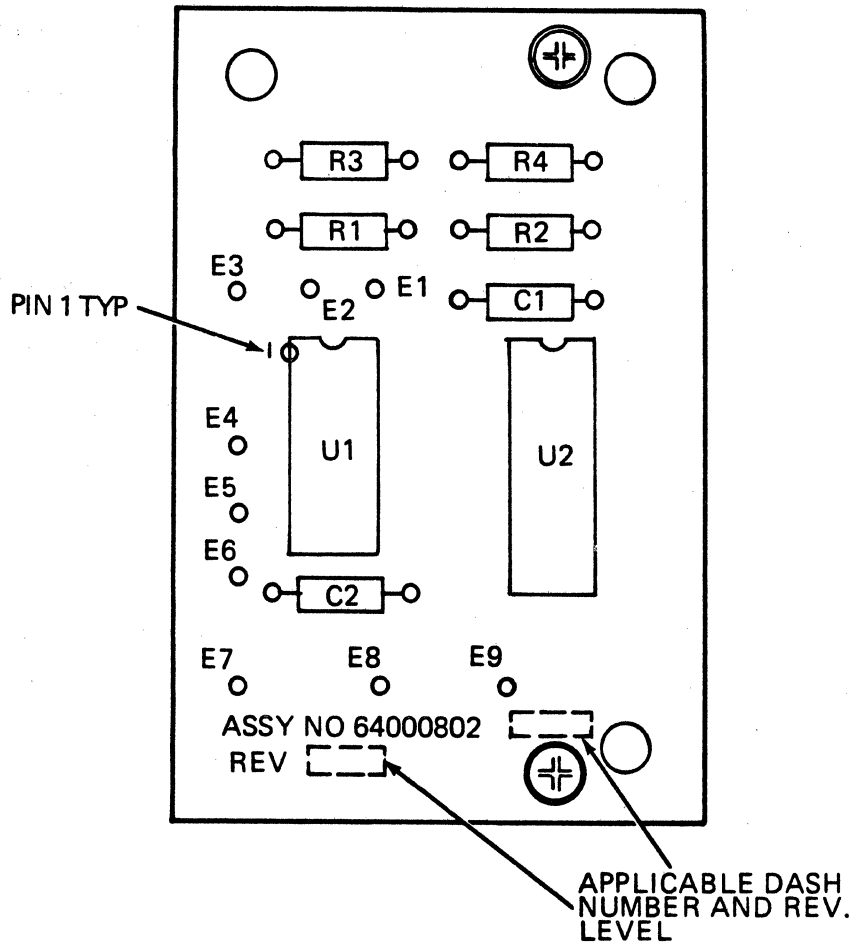 R3
R4
R1
R2
E3
E1
C1
PIN 1 TYP
E2
1
E4
U1
U2
E5
E6
C2
E7
E8
E9
ASSY NO 64000802
REV
APPLICABLE DASH
NUMBER AND REV.
LEVEL